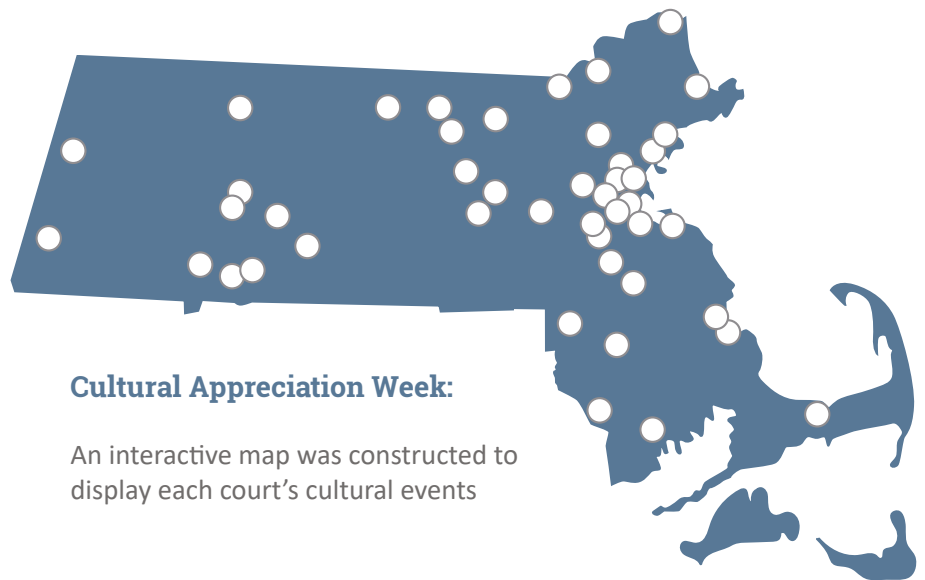 Cultural Appreciation Week:
An interactive map was constructed to
display each court’s cultural events